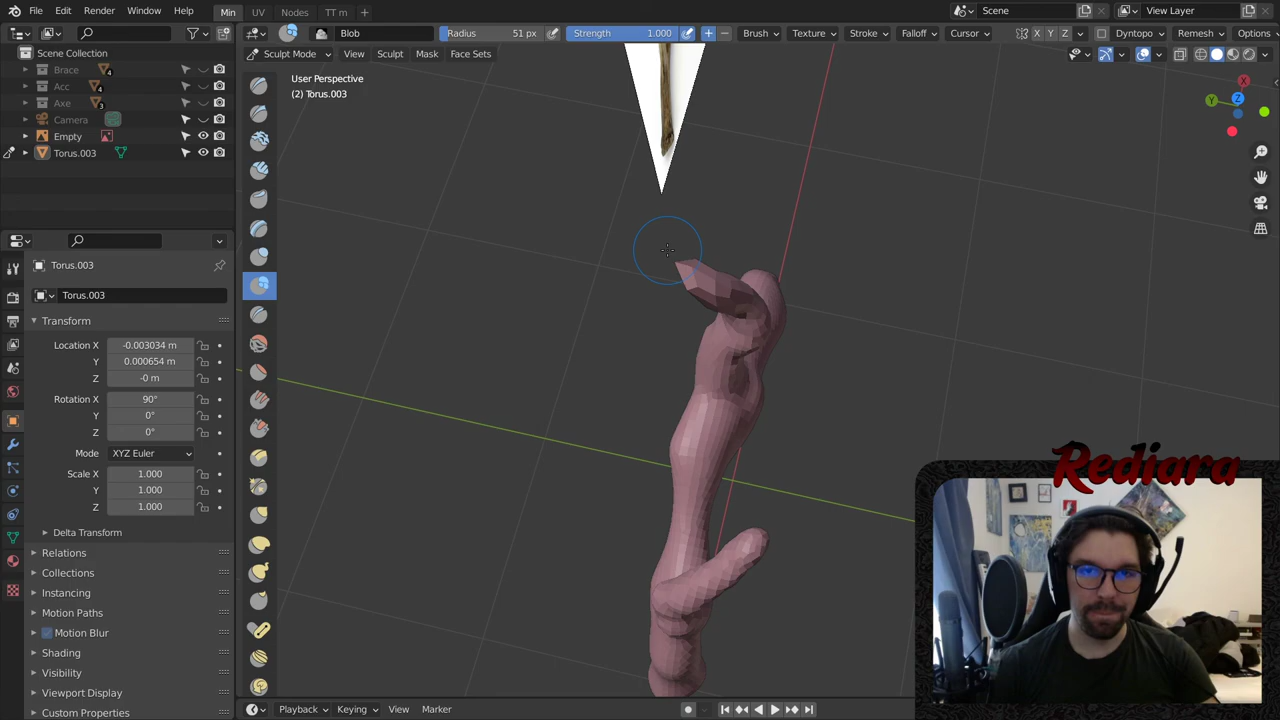 File Edit Render Window Help Min UV Nodes TT m + Scene View Layer
Blob Radius 51 px Strength 1.000 + Brush Texture Stroke Falloff Cursor X Y Z Dyntopo Remesh Options
Scene Collection Sculpt Mode View Sculpt Mask Face Sets
Brace 4
Acc 4
Axe 3
Camera
Empty
Torus.003
User Perspective
(2) Torus.003
X
Y
Z
Torus.003
Torus.003
Transform
Location X -0.003034 m
Y 0.000654 m
Z -0 m
Rotation X 90°
Y 0°
Z 0°
Mode XYZ Euler
Scale X 1.000
Y 1.000
Z 1.000
Delta Transform
Relations
Collections
Instancing
Motion Paths
Motion Blur
Shading
Visibility
Viewport Display
Custom Properties
Rediara
Playback Keying View Marker